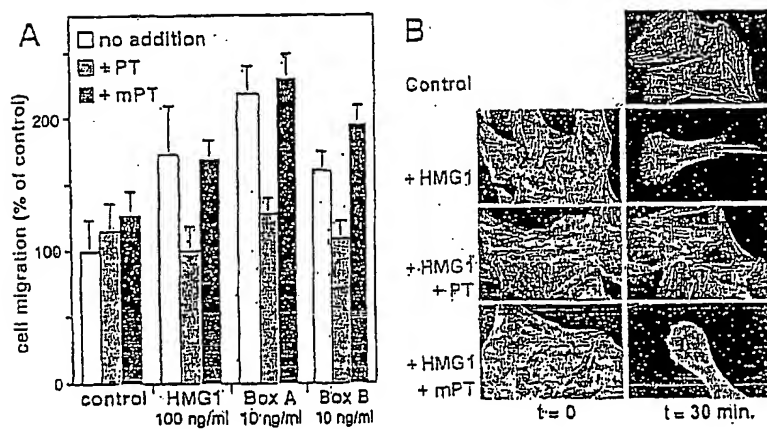 A
no addition
+ PT
+ mPT
cell migration (% of control)
200
100
0
control
HMG1
100 ng/ml
Box A
10 ng/ml
Box B
10 ng/ml
B
Control
+ HMG1
+ HMG1
+ PT
+ HMG1
+ mPT
t = 0
t = 30 min.